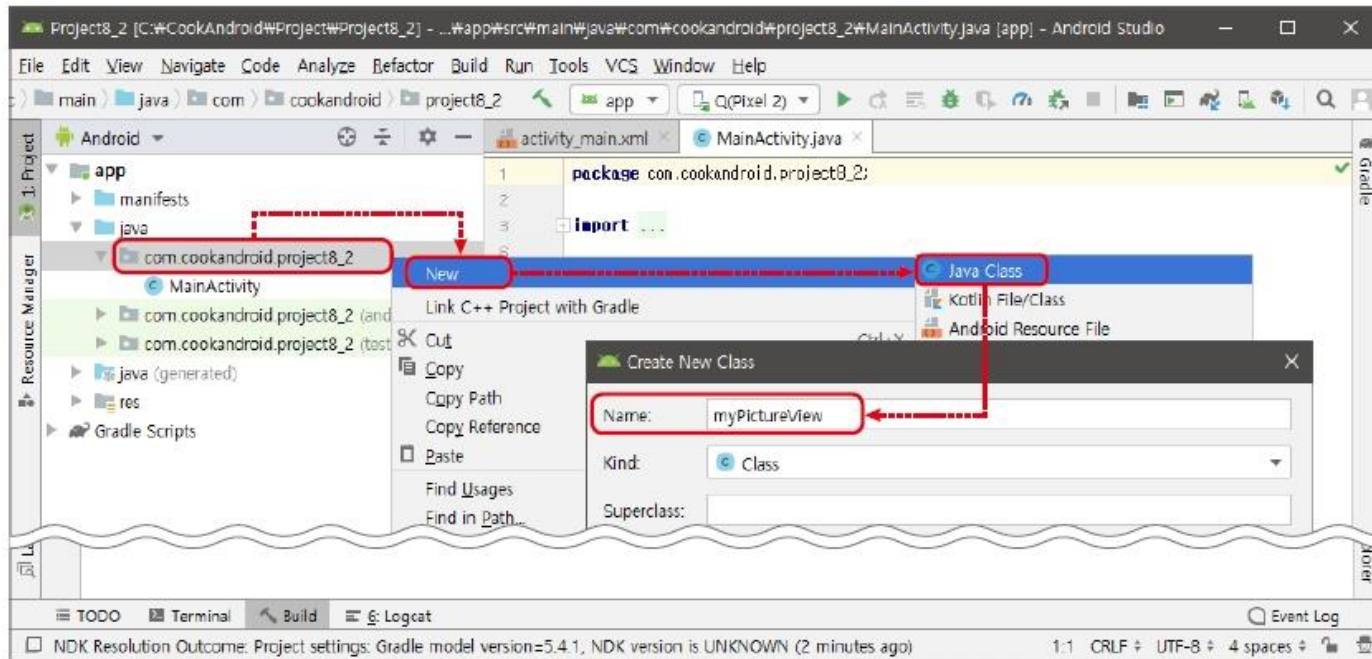 Project8_2 [C:₩CookAndroid₩Project₩Project8_2] - ...₩app₩src₩main₩java₩com₩cookandroid₩project8_2₩MainActivity.java [app] - Android Studio
File Edit View Navigate Code Analyze Refactor Build Run Tools VCS Window Help
main java com cookandroid project8_2 app Q(Pixel 2)
1: Project
Resource Manager
Android
activity_main.xml MainActivity.java
Gradle
app
manifests
java
com.cookandroid.project8_2
MainActivity
com.cookandroid.project8_2 (and
com.cookandroid.project8_2 (test
java (generated)
res
Gradle Scripts
1 package com.cookandroid.project8_2;
2
3 import ...
6
New
Link C++ Project with Gradle
Cut
Copy
Copy Path
Copy Reference
Paste
Find Usages
Find in Path...
Java Class
Kotlin File/Class
Android Resource File
Create New Class
Name: myPictureView
Kind: Class
Superclass:
TODO Terminal Build 6: Logcat Event Log
NDK Resolution Outcome: Project settings: Gradle model version=5.4.1, NDK version is UNKNOWN (2 minutes ago) 1:1 CRLF UTF-8 4 spaces